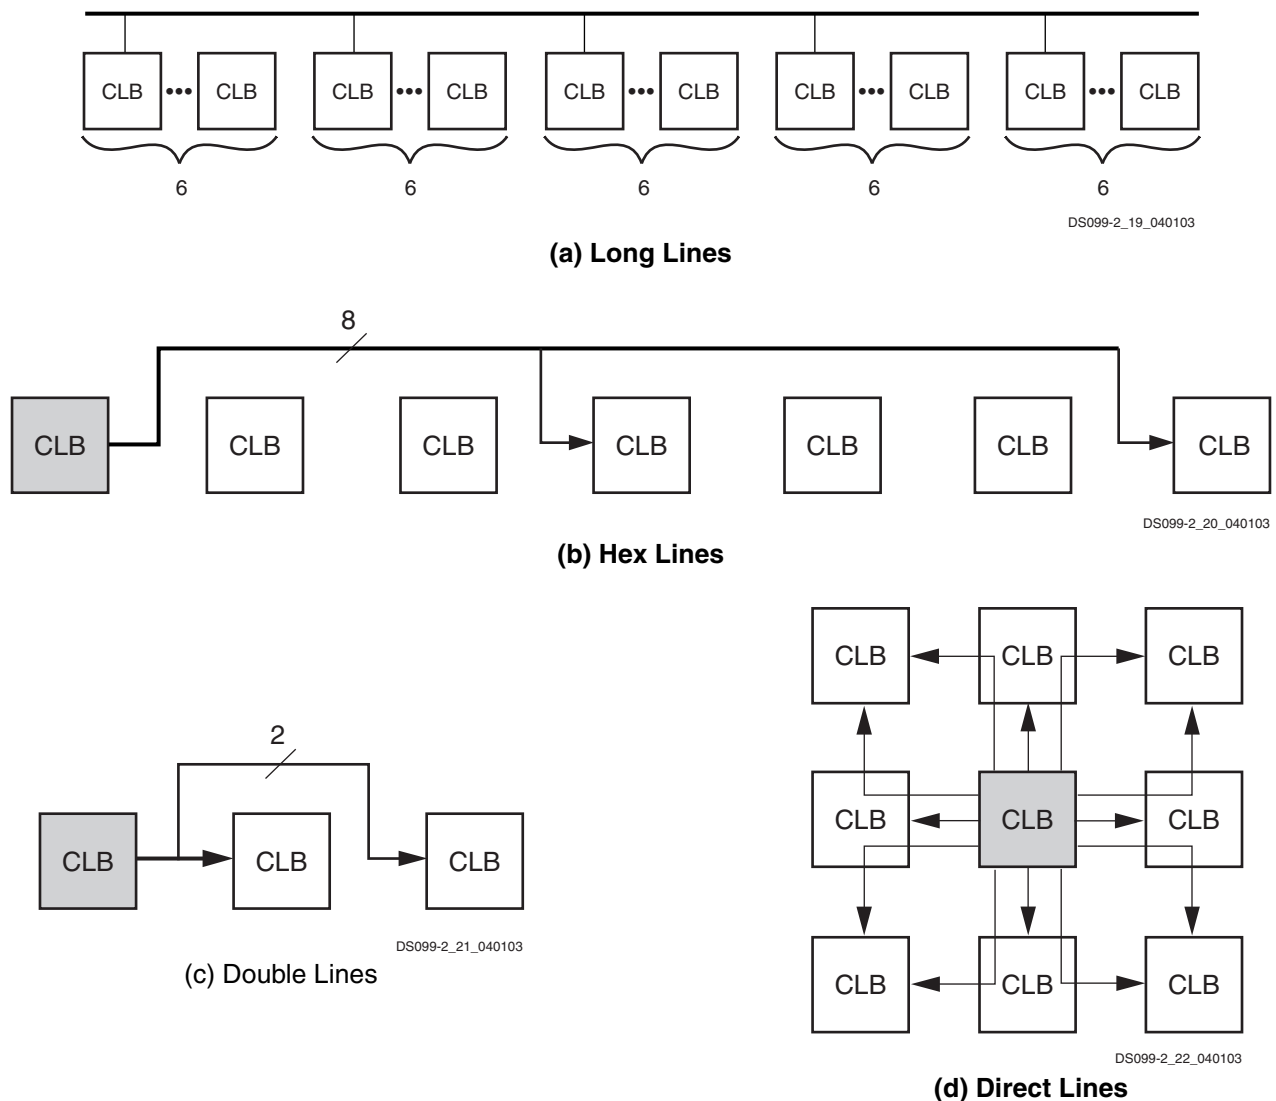 CLB ••• CLB CLB ••• CLB CLB ••• CLB CLB ••• CLB CLB ••• CLB
6 6 6 6 6
DS099-2_19_040103
(a) Long Lines
8
CLB CLB CLB CLB CLB CLB CLB
DS099-2_20_040103
(b) Hex Lines
2
CLB CLB CLB
DS099-2_21_040103
(c) Double Lines
CLB CLB CLB
CLB CLB CLB
CLB CLB CLB
DS099-2_22_040103
(d) Direct Lines